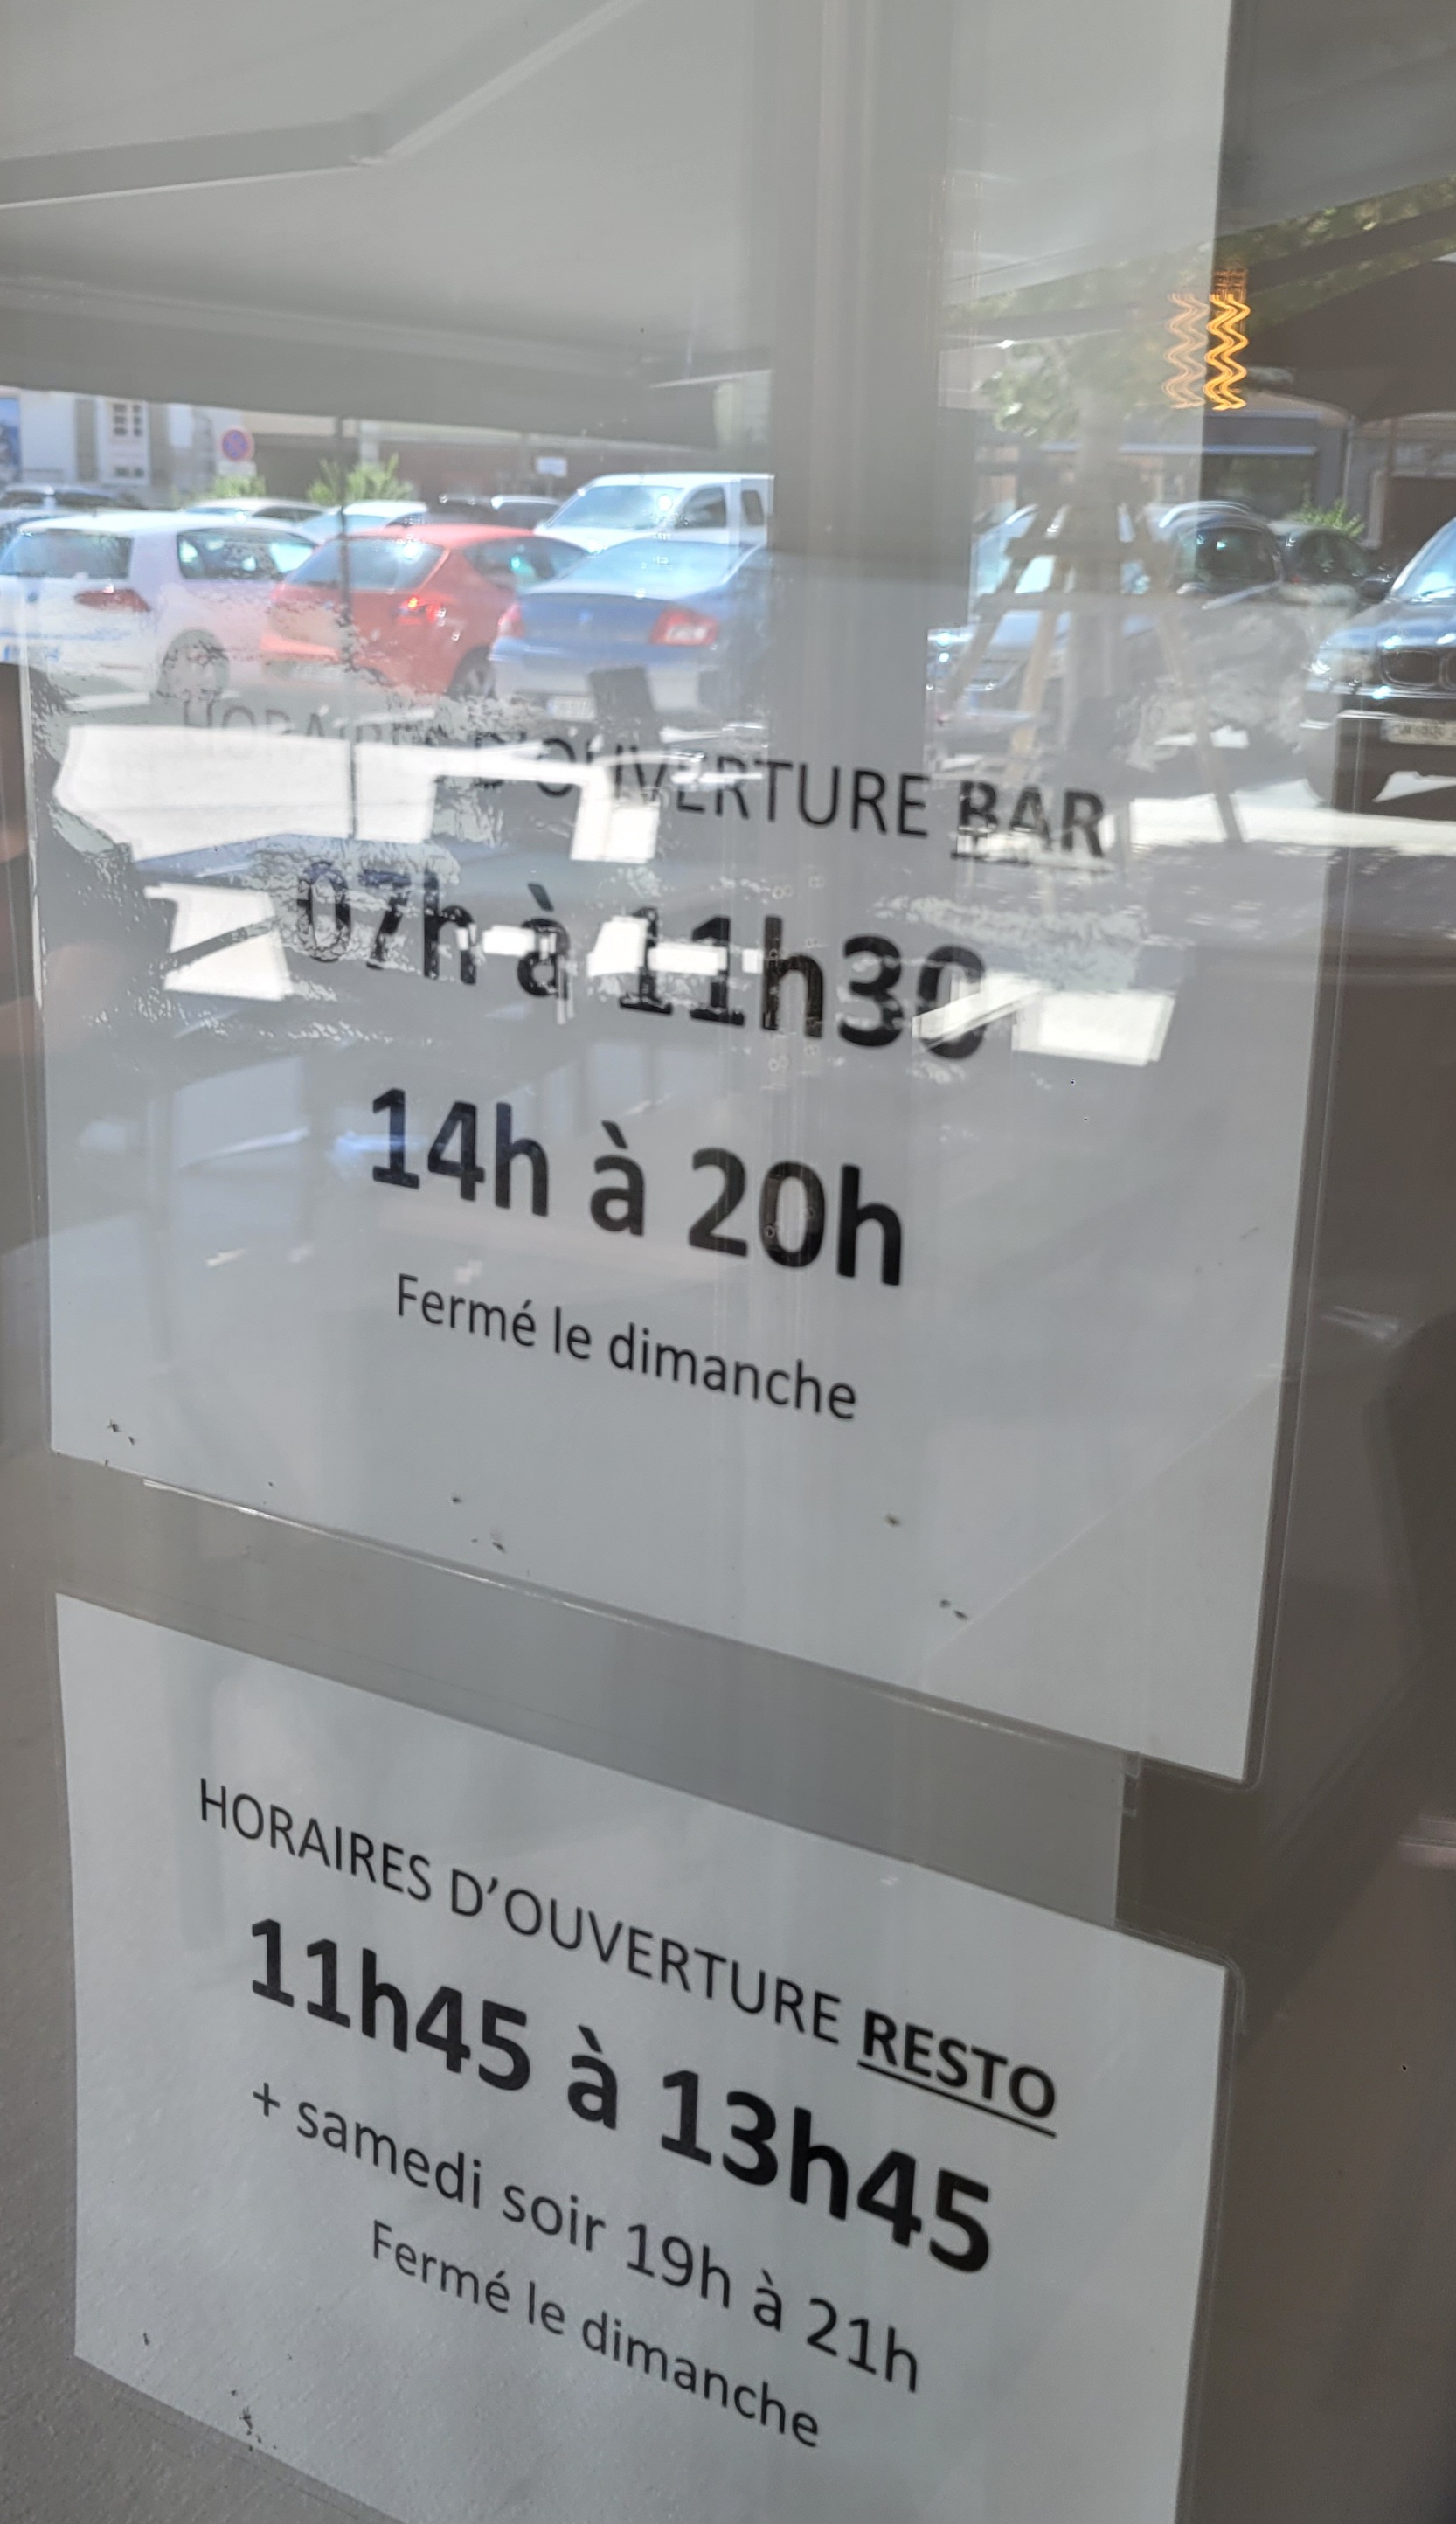 HORAIRES D'OUVERTURE BAR
07h à 11h30
14h à 20h
Fermé le dimanche
HORAIRES D'OUVERTURE RESTO
11h45 à 13h45
+ samedi soir 19h à 21h
Fermé le dimanche